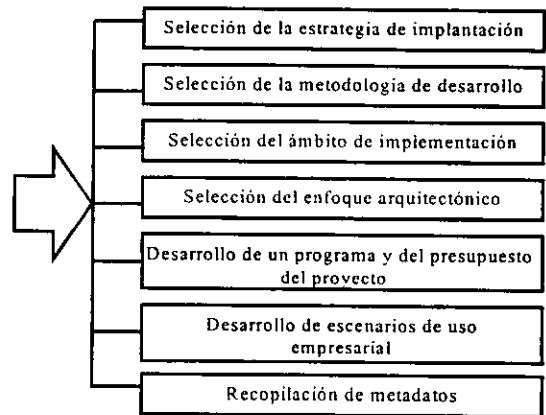 Selección de la estrategia de implantación
Selección de la metodología de desarrollo
Selección del ámbito de implementación
Selección del enfoque arquitectónico
Desarrollo de un programa y del presupuesto
del proyecto
Desarrollo de escenarios de uso
empresarial
Recopilación de metadatos